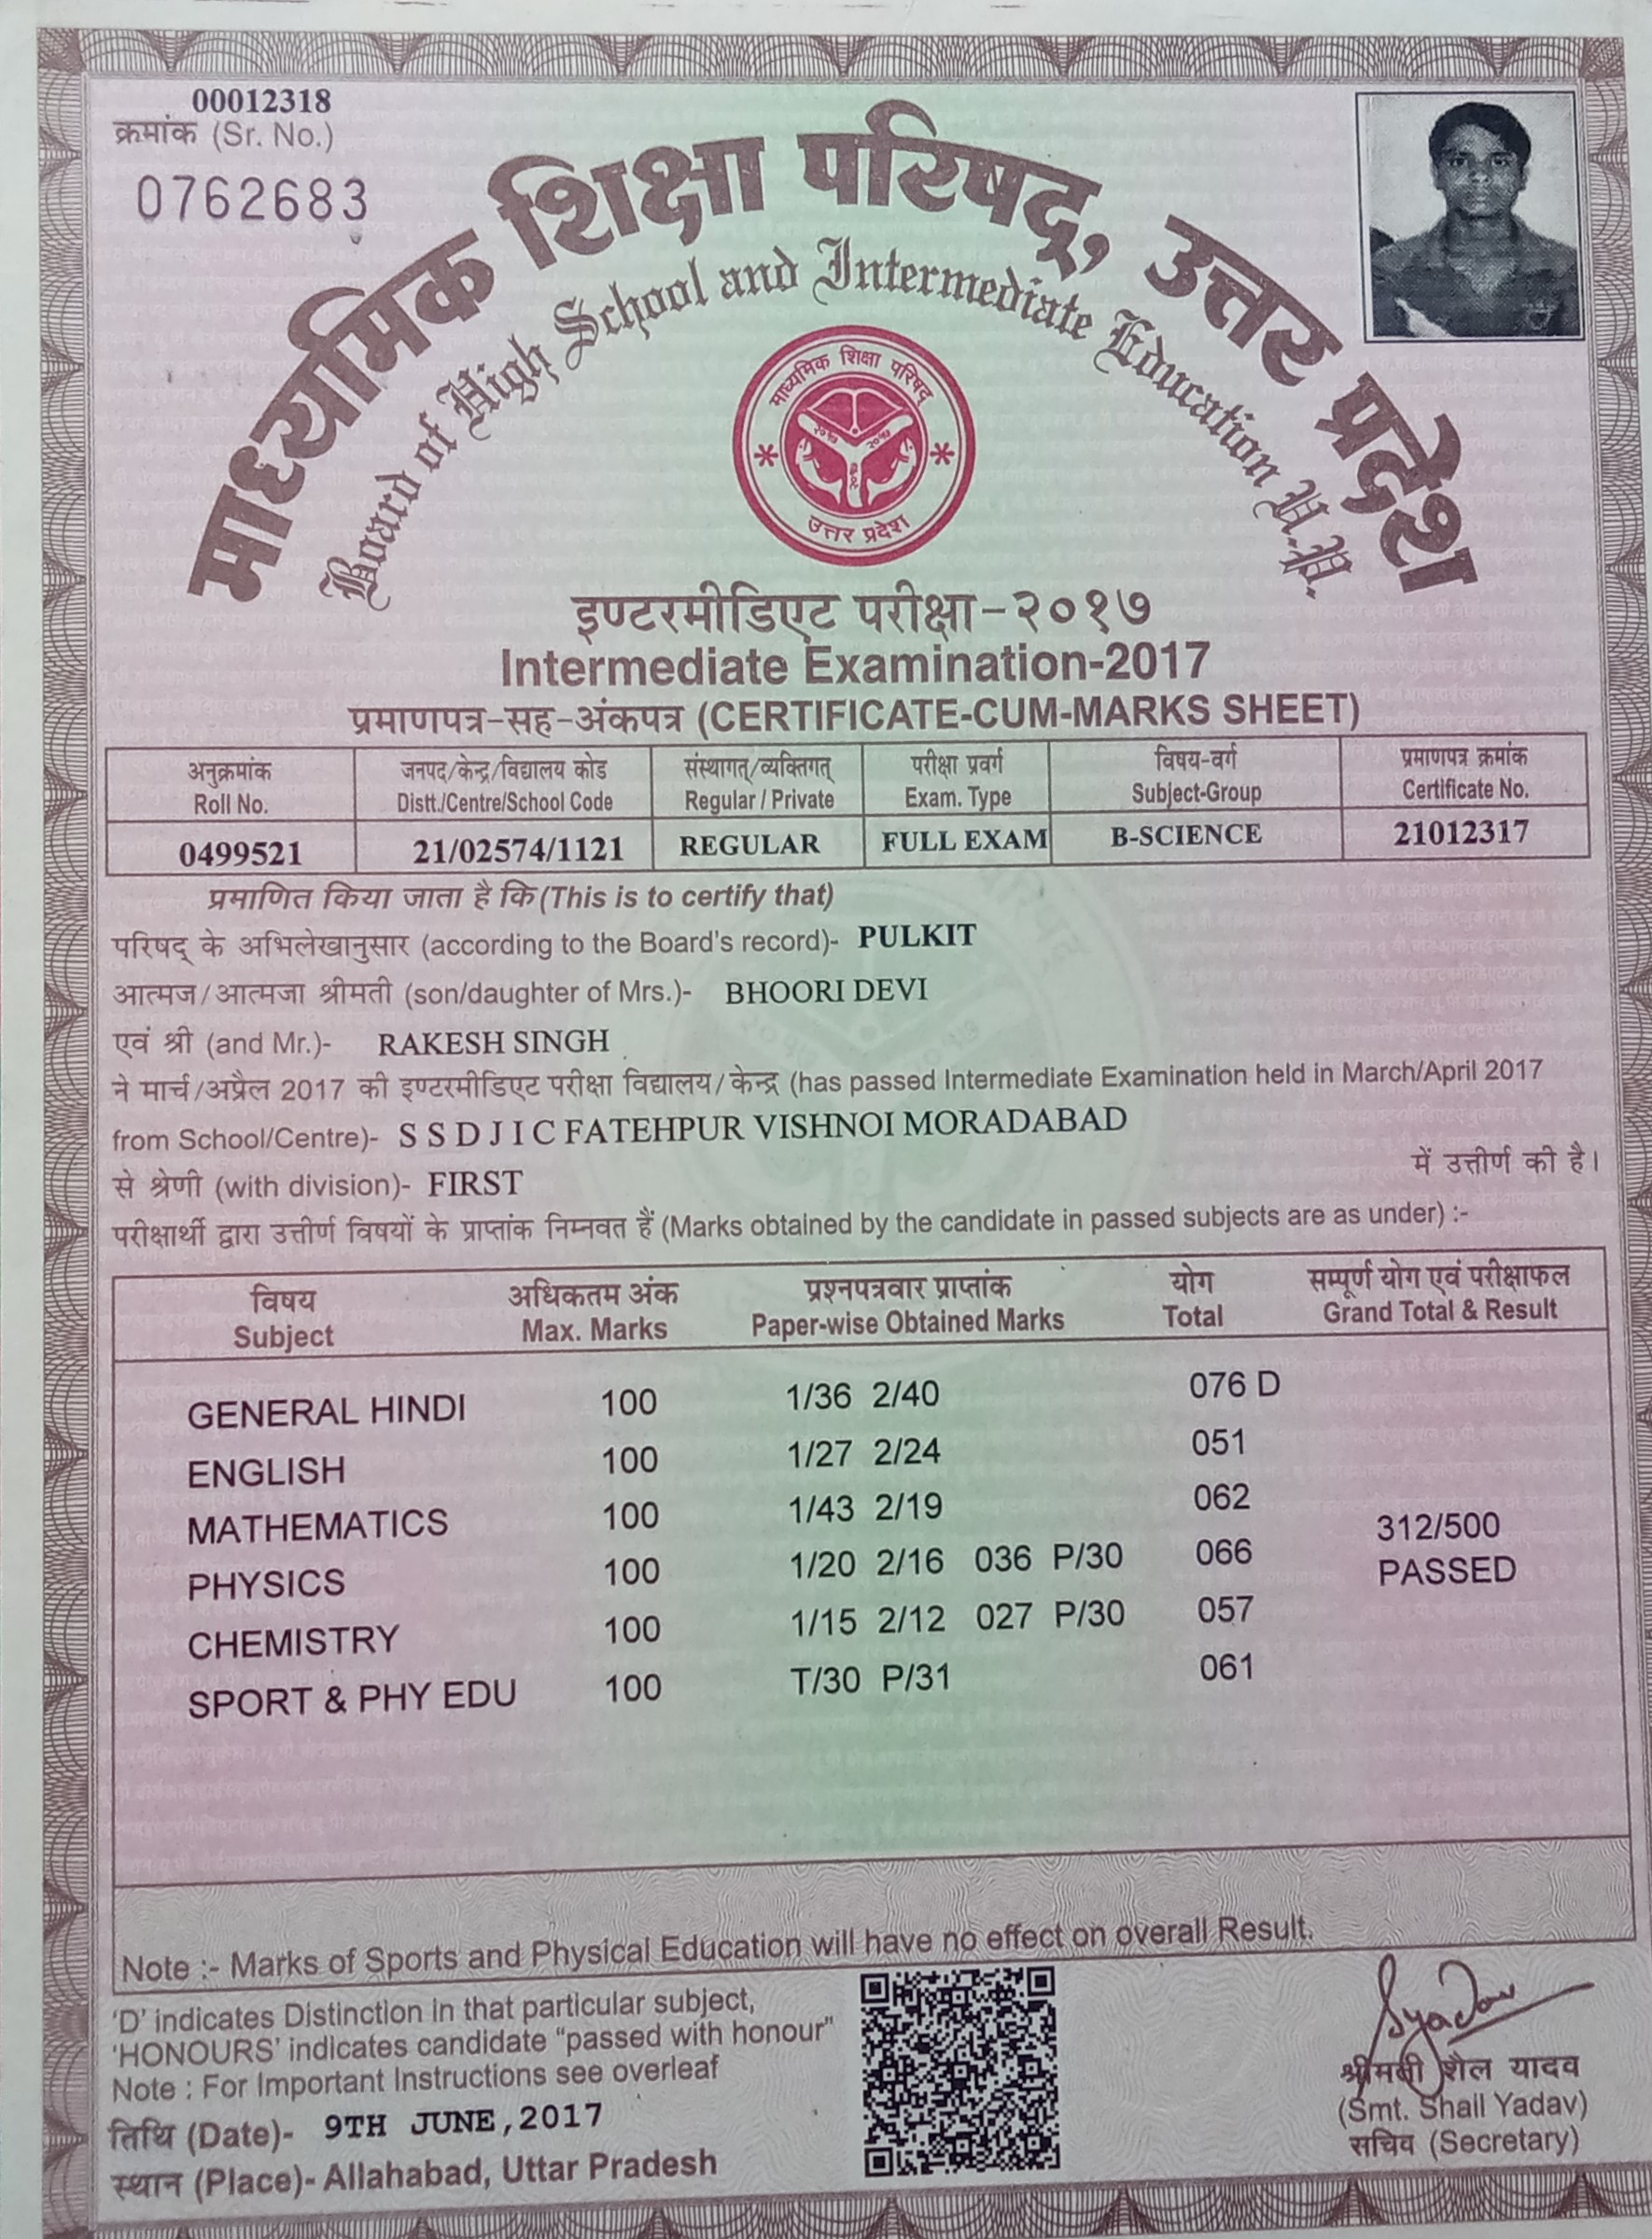 00012318
क्रमांक (Sr. No.)
0762683
माध्यमिक शिक्षा परिषद्, उत्तर प्रदेश
Board of High School and Intermediate Education U.P.
माध्यमिक शिक्षा परिषद्
उत्तर प्रदेश
इण्टरमीडिएट परीक्षा-२०१७
Intermediate Examination-2017
प्रमाणपत्र-सह-अंकपत्र (CERTIFICATE-CUM-MARKS SHEET)
अनुक्रमांक जनपद/केन्द्र/विद्यालय कोड संस्थागत्/व्यक्तिगत् परीक्षा प्रवर्ग विषय-वर्ग प्रमाणपत्र क्रमांक
Roll No. Distt./Centre/School Code Regular / Private Exam. Type Subject-Group Certificate No.
0499521 21/02574/1121 REGULAR FULL EXAM B-SCIENCE 21012317
प्रमाणित किया जाता है कि (This is to certify that)
परिषद् के अभिलेखानुसार (according to the Board's record)- PULKIT
आत्मज/आत्मजा श्रीमती (son/daughter of Mrs.)- BHOORI DEVI
एवं श्री (and Mr.)- RAKESH SINGH
ने मार्च/अप्रैल 2017 की इण्टरमीडिएट परीक्षा विद्यालय/केन्द्र (has passed Intermediate Examination held in March/April 2017
from School/Centre)- S S D J I C FATEHPUR VISHNOI MORADABAD
से श्रेणी (with division)- FIRST में उत्तीर्ण की है।
परीक्षार्थी द्वारा उत्तीर्ण विषयों के प्राप्तांक निम्नवत हैं (Marks obtained by the candidate in passed subjects are as under) :-
विषय अधिकतम अंक प्रश्नपत्रवार प्राप्तांक योग सम्पूर्ण योग एवं परीक्षाफल
Subject Max. Marks Paper-wise Obtained Marks Total Grand Total & Result
GENERAL HINDI 100 1/36 2/40 076 D
ENGLISH 100 1/27 2/24 051
MATHEMATICS 100 1/43 2/19 062 312/500
PHYSICS 100 1/20 2/16 036 P/30 066 PASSED
CHEMISTRY 100 1/15 2/12 027 P/30 057
SPORT & PHY EDU 100 T/30 P/31 061
Note :- Marks of Sports and Physical Education will have no effect on overall Result.
'D' indicates Distinction in that particular subject,
'HONOURS' indicates candidate "passed with honour"
Note : For Important Instructions see overleaf
तिथि (Date)- 9TH JUNE,2017
स्थान (Place)- Allahabad, Uttar Pradesh
Syadav
श्रीमती शैल यादव
(Smt. Shail Yadav)
सचिव (Secretary)